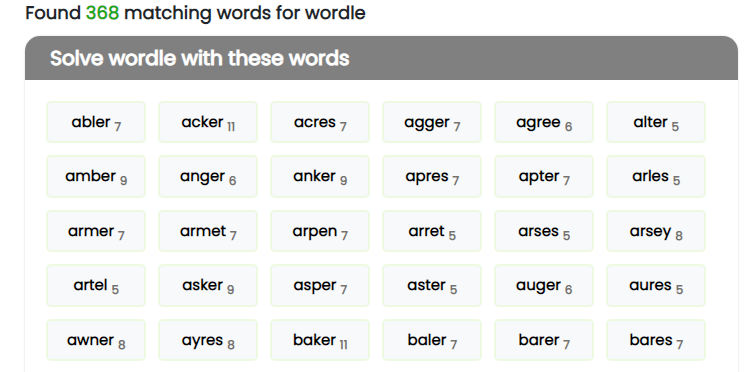 Found 368 matching words for wordle
Solve wordle with these words
abler 7 acker 11 acres 7 agger 7 agree 6 alter 5
amber 9 anger 6 anker 9 apres 7 apter 7 arles 5
armer 7 armet 7 arpen 7 arret 5 arses 5 arsey 8
artel 5 asker 9 asper 7 aster 5 auger 6 aures 5
awner 8 ayres 8 baker 11 baler 7 barer 7 bares 7